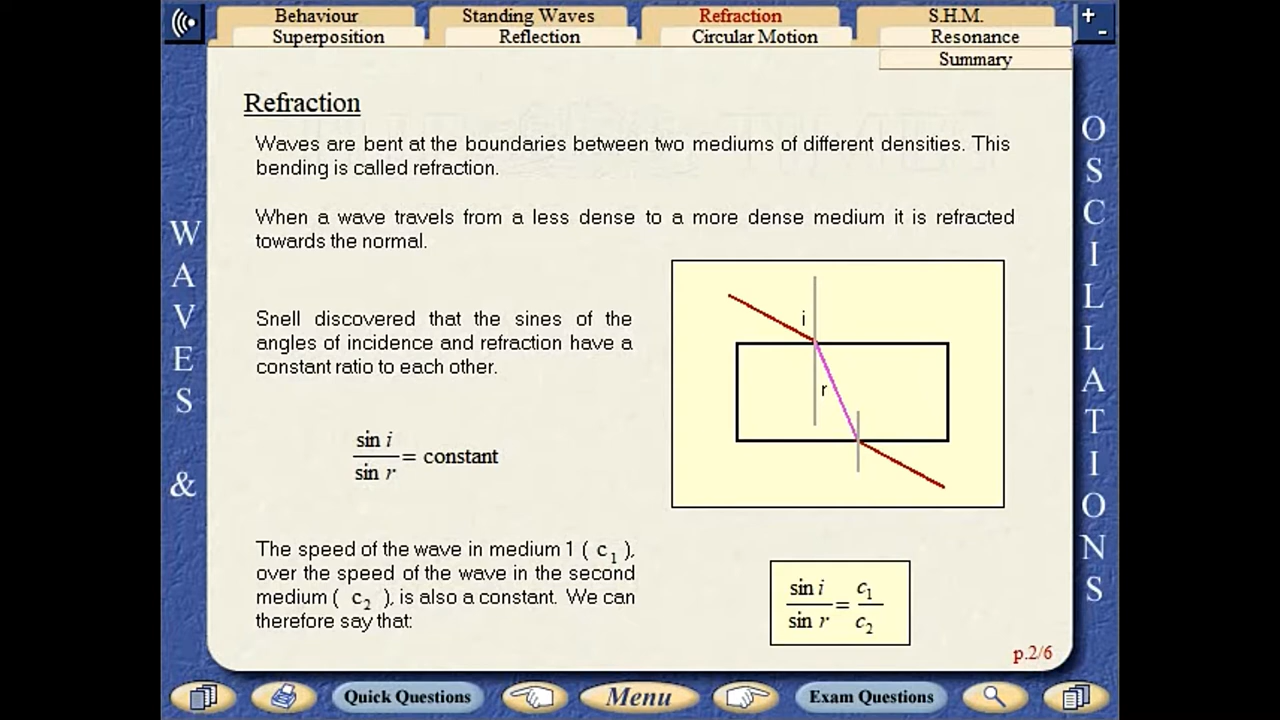 Behaviour
Standing Waves
Refraction
S.H.M.
+
-
Superposition
Reflection
Circular Motion
Resonance
Summary
Refraction
Waves are bent at the boundaries between two mediums of different densities. This
bending is called refraction.
When a wave travels from a less dense to a more dense medium it is refracted
towards the normal.
Snell discovered that the sines of the
angles of incidence and refraction have a
constant ratio to each other.
sin i
sin r
= constant
i
r
The speed of the wave in medium 1 ( c1 ),
over the speed of the wave in the second
medium ( c2 ), is also a constant. We can
therefore say that:
sin i
sin r
=
c1
c2
p.2/6
WAVES &
OSCILLATIONS
Quick Questions
Menu
Exam Questions